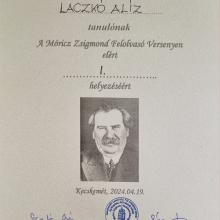 LACZKÓ ALÍZ
tanulónak
A Móricz Zsigmond Felolvasó Versenyen
elért
I.
helyezéséért
Kecskemét, 2024.04.19.